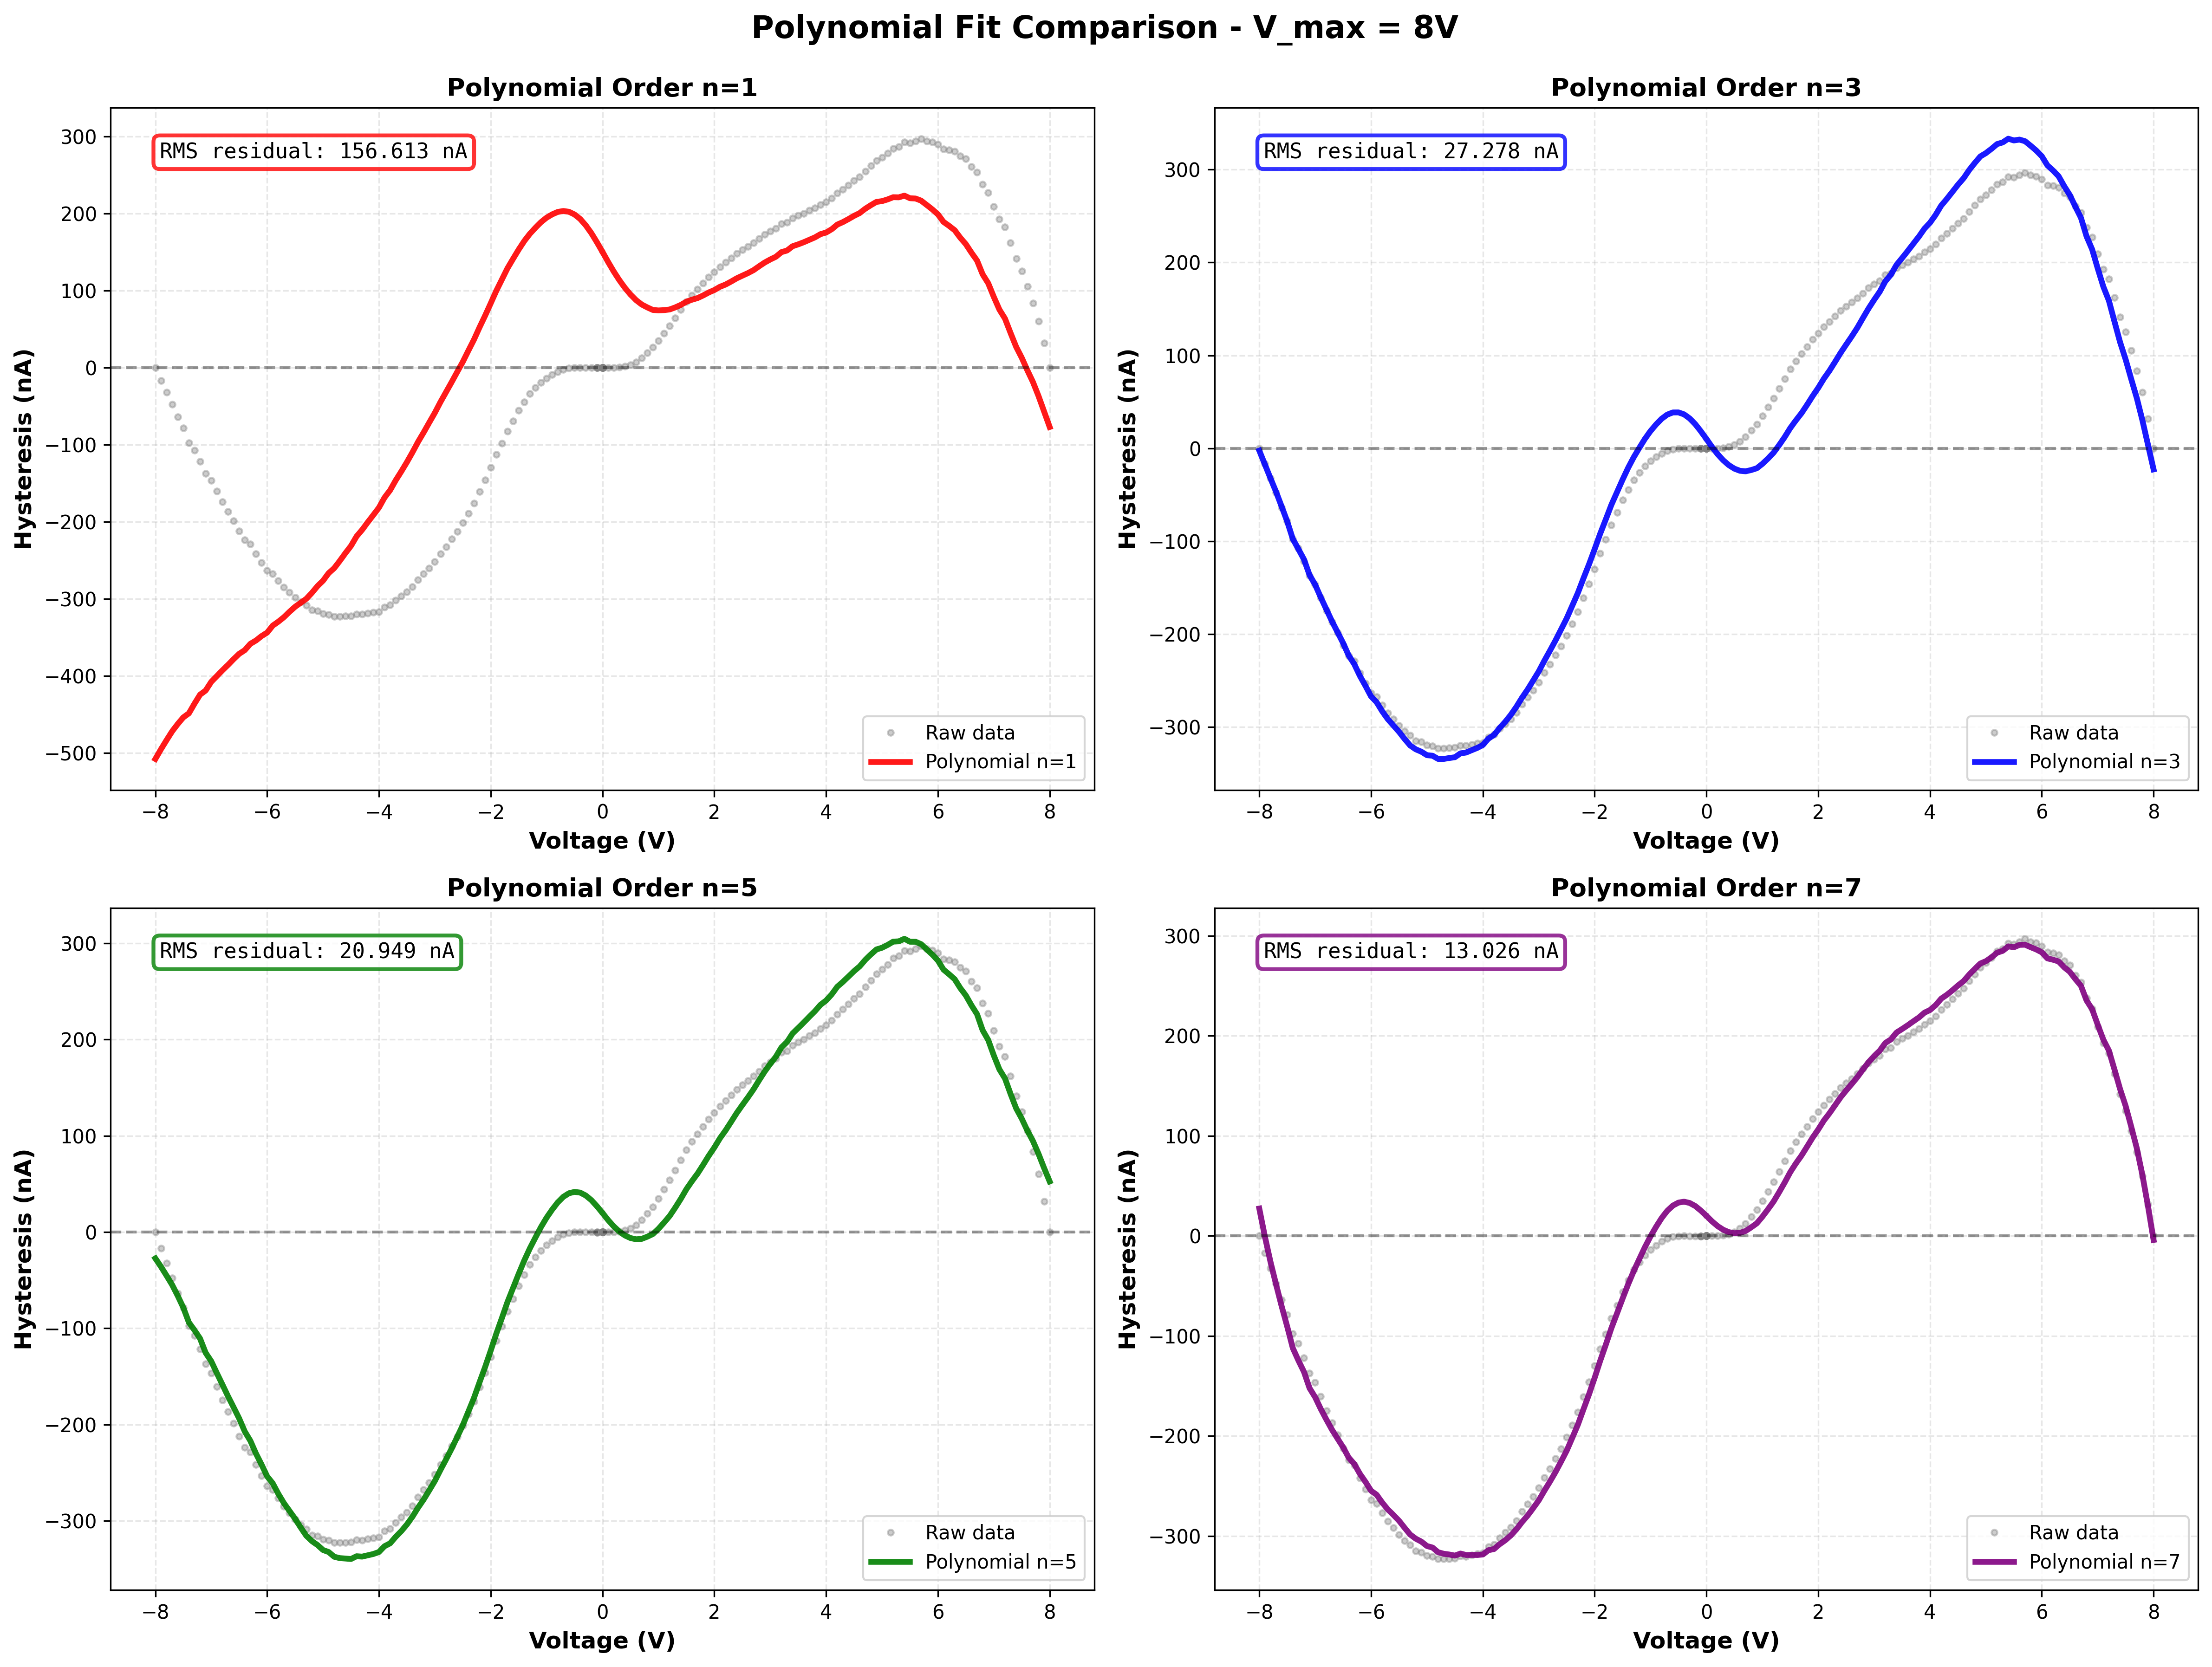 Polynomial Fit Comparison - V_max = 8V
Polynomial Order n=1
RMS residual: 156.613 nA
Hysteresis (nA)
300
200
100
0
−100
−200
−300
−400
−500
Raw data
Polynomial n=1
−8 −6 −4 −2 0 2 4 6 8
Voltage (V)
Polynomial Order n=3
RMS residual: 27.278 nA
Hysteresis (nA)
300
200
100
0
−100
−200
−300
Raw data
Polynomial n=3
−8 −6 −4 −2 0 2 4 6 8
Voltage (V)
Polynomial Order n=5
RMS residual: 20.949 nA
Hysteresis (nA)
300
200
100
0
−100
−200
−300
Raw data
Polynomial n=5
−8 −6 −4 −2 0 2 4 6 8
Voltage (V)
Polynomial Order n=7
RMS residual: 13.026 nA
Hysteresis (nA)
300
200
100
0
−100
−200
−300
Raw data
Polynomial n=7
−8 −6 −4 −2 0 2 4 6 8
Voltage (V)